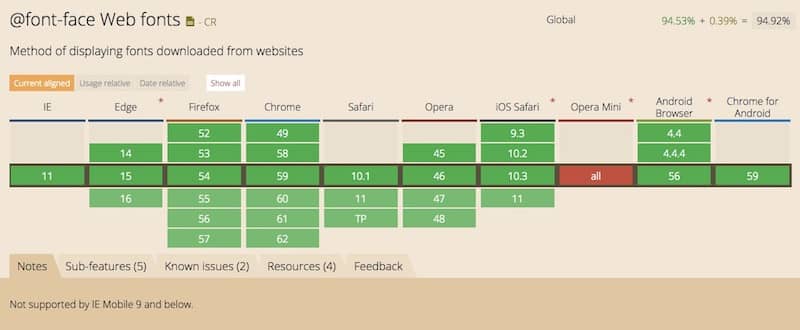 @font-face Web fonts - CR Global 94.53% + 0.39% = 94.92%
Method of displaying fonts downloaded from websites
Current aligned Usage relative Date relative Show all
IE Edge * Firefox Chrome Safari Opera iOS Safari * Opera Mini * Android Browser * Chrome for Android
52 49 9.3 4.4
14 53 58 45 10.2 4.4.4
11 15 54 59 10.1 46 10.3 all 56 59
16 55 60 11 47 11
56 61 TP 48
57 62
Notes Sub-features (5) Known issues (2) Resources (4) Feedback
Not supported by IE Mobile 9 and below.